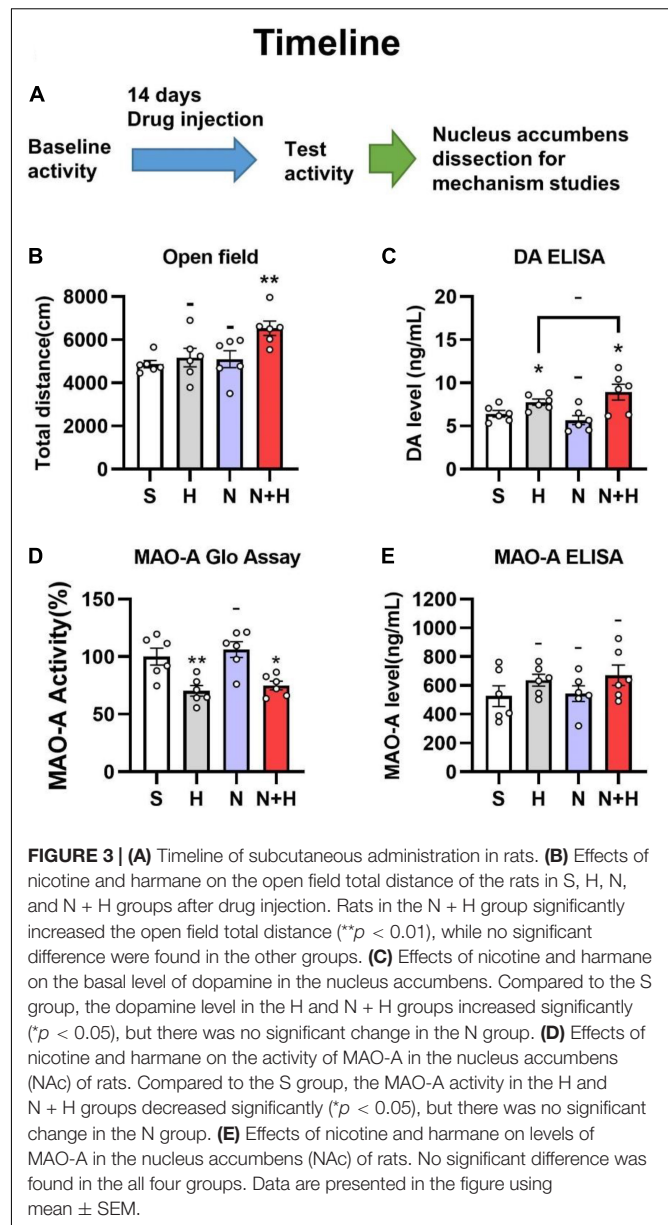 Timeline
A
14 days
Drug injection
Baseline
activity
Test
activity
Nucleus accumbens
dissection for
mechanism studies
B
Open field
Total distance(cm)
8000
6000
4000
2000
0
-
-
**
S H N N+H
C
DA ELISA
DA level (ng/mL)
20
15
10
5
0
-
*
-
*
S H N N+H
D
MAO-A Glo Assay
MAO-A Activity(%)
150
100
50
0
**
-
*
S H N N+H
E
MAO-A ELISA
MAO-A level(ng/mL)
1200
1000
800
600
400
200
0
-
-
-
S H N N+H
FIGURE 3 | (A) Timeline of subcutaneous administration in rats. (B) Effects of
nicotine and harmane on the open field total distance of the rats in S, H, N,
and N + H groups after drug injection. Rats in the N + H group significantly
increased the open field total distance (**p < 0.01), while no significant
difference were found in the other groups. (C) Effects of nicotine and harmane
on the basal level of dopamine in the nucleus accumbens. Compared to the S
group, the dopamine level in the H and N + H groups increased significantly
(*p < 0.05), but there was no significant change in the N group. (D) Effects of
nicotine and harmane on the activity of MAO-A in the nucleus accumbens
(NAc) of rats. Compared to the S group, the MAO-A activity in the H and
N + H groups decreased significantly (*p < 0.05), but there was no significant
change in the N group. (E) Effects of nicotine and harmane on levels of
MAO-A in the nucleus accumbens (NAc) of rats. No significant difference was
found in the all four groups. Data are presented in the figure using
mean ± SEM.